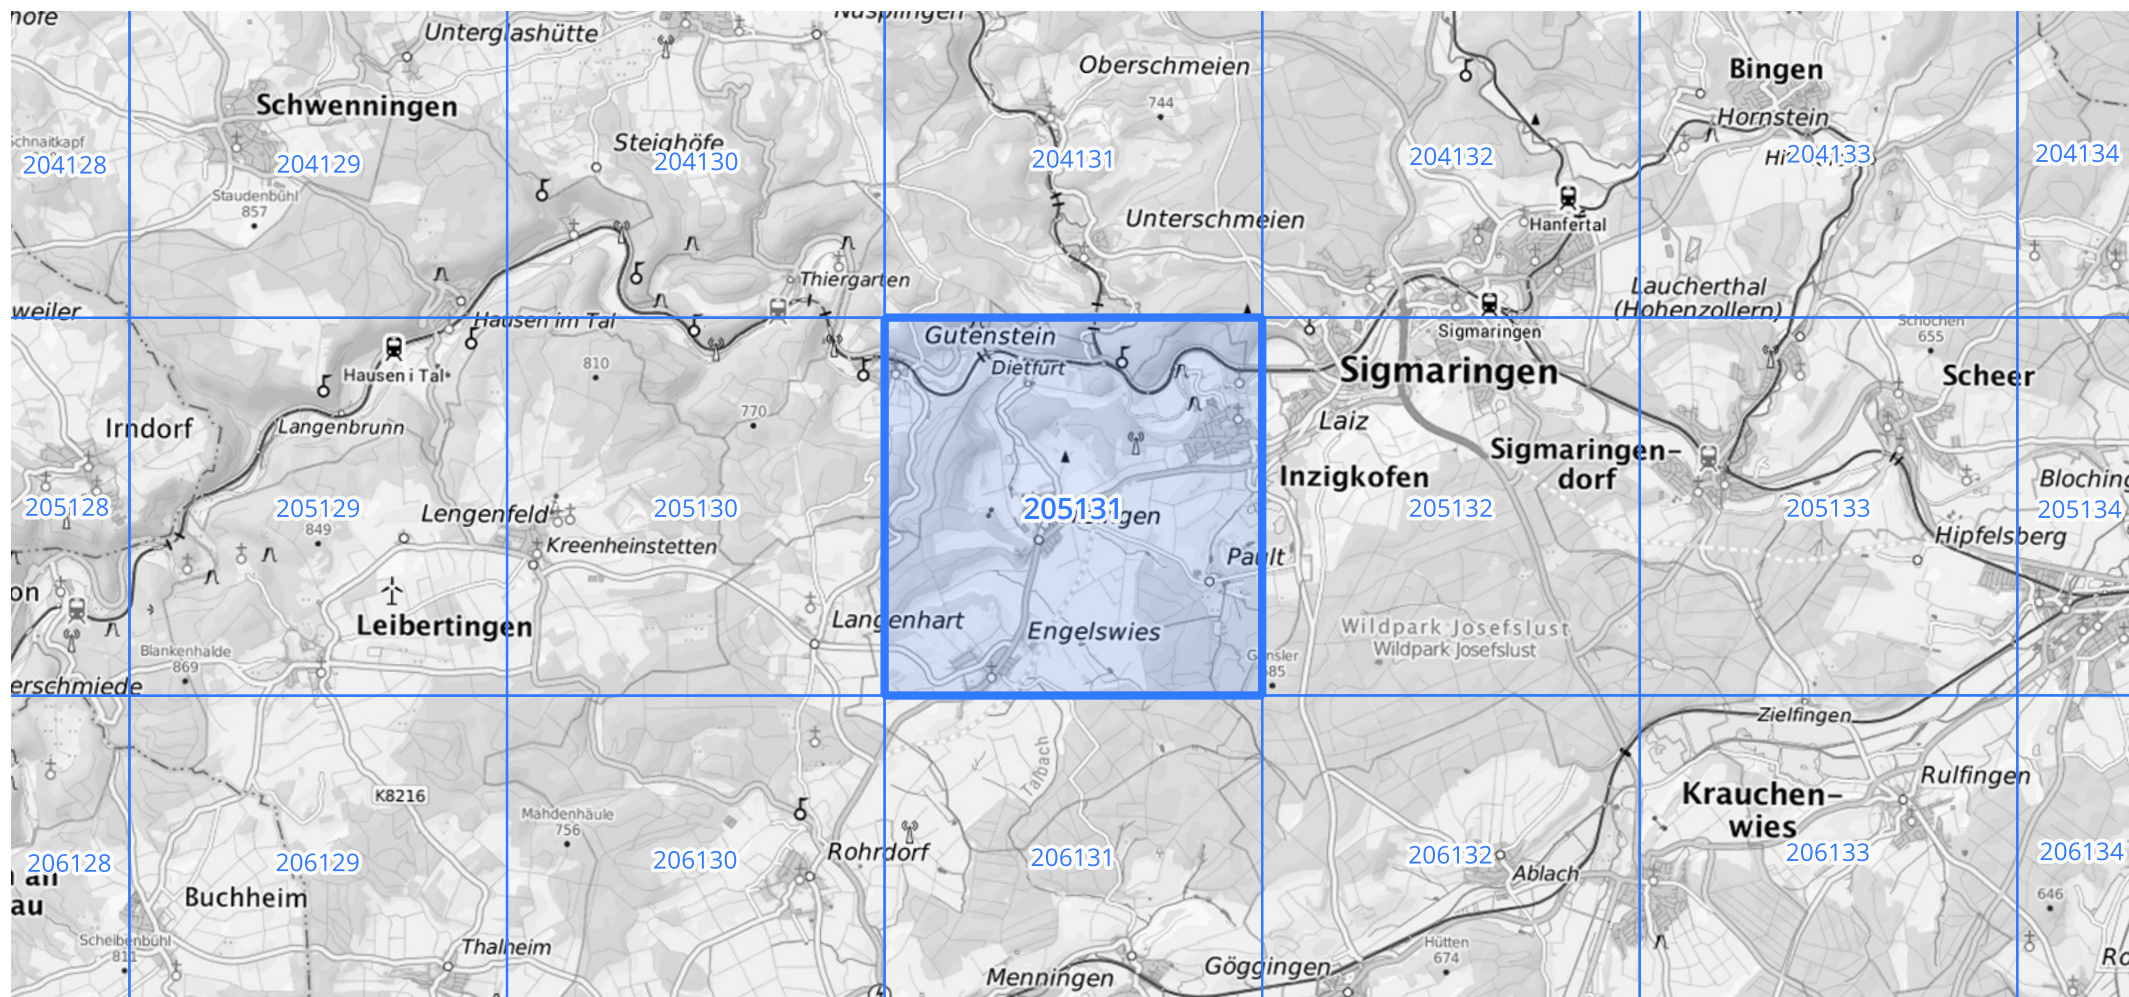 Unterglashütte
Oberschmeien
Bingen
Schwenningen
744
Hornstein
Steighöfe
204128
204129
204130
204131
204132
204133
204134
Staudenbühl
857
Unterschmeien
Hanfertal
Thiergarten
Laucherthal
(Hohenzollern)
weiler
Hausen im Tal
Sigmaringen
Schochen
655
Gutenstein
Dietfurt
810
Hausen i Tal
Sigmaringen
Scheer
770
Irndorf
Langenbrunn
Laiz
Sigmaringen-
dorf
Inzigkofen
205128
205129
205130
205131
205132
205133
205134
849
Lengenfeld
Kreenheinstetten
Hipfelsberg
Pault
on
Leibertingen
Langenhart
Engelswies
Wildpark Josefslust
Wildpark Josefslust
Blankenhalde
869
erschmiede
Zielfingen
Talbach
K8216
Rulfingen
Krauchen-
wies
Mahdenhäule
756
Rohrdorf
206128
206129
206130
206131
206132
206133
206134
Ablach
au
Buchheim
646
Scheibenbühl
811
Thalheim
Hütten
674
Menningen
Göggingen